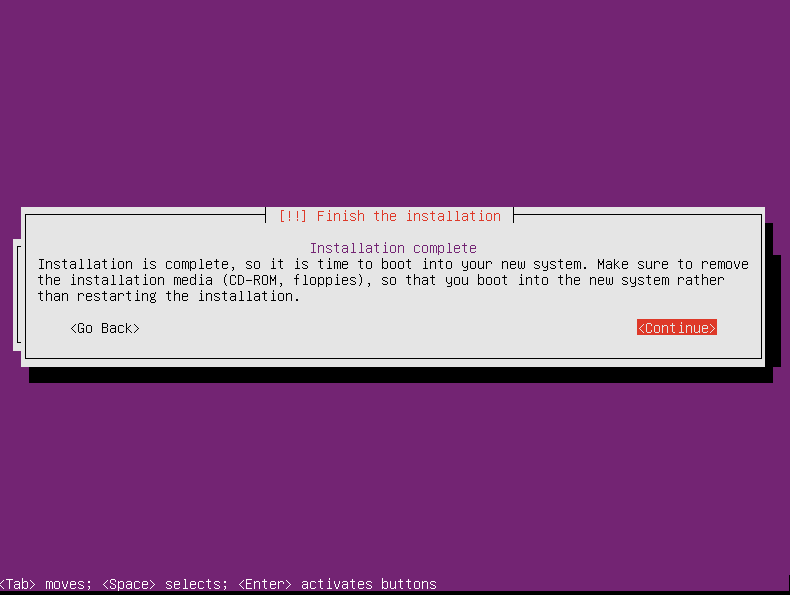 [!!] Finish the installation
Installation complete
Installation is complete, so it is time to boot into your new system. Make sure to remove
the installation media (CD-ROM, floppies), so that you boot into the new system rather
than restarting the installation.
<Go Back> <Continue>
<Tab> moves; <Space> selects; <Enter> activates buttons